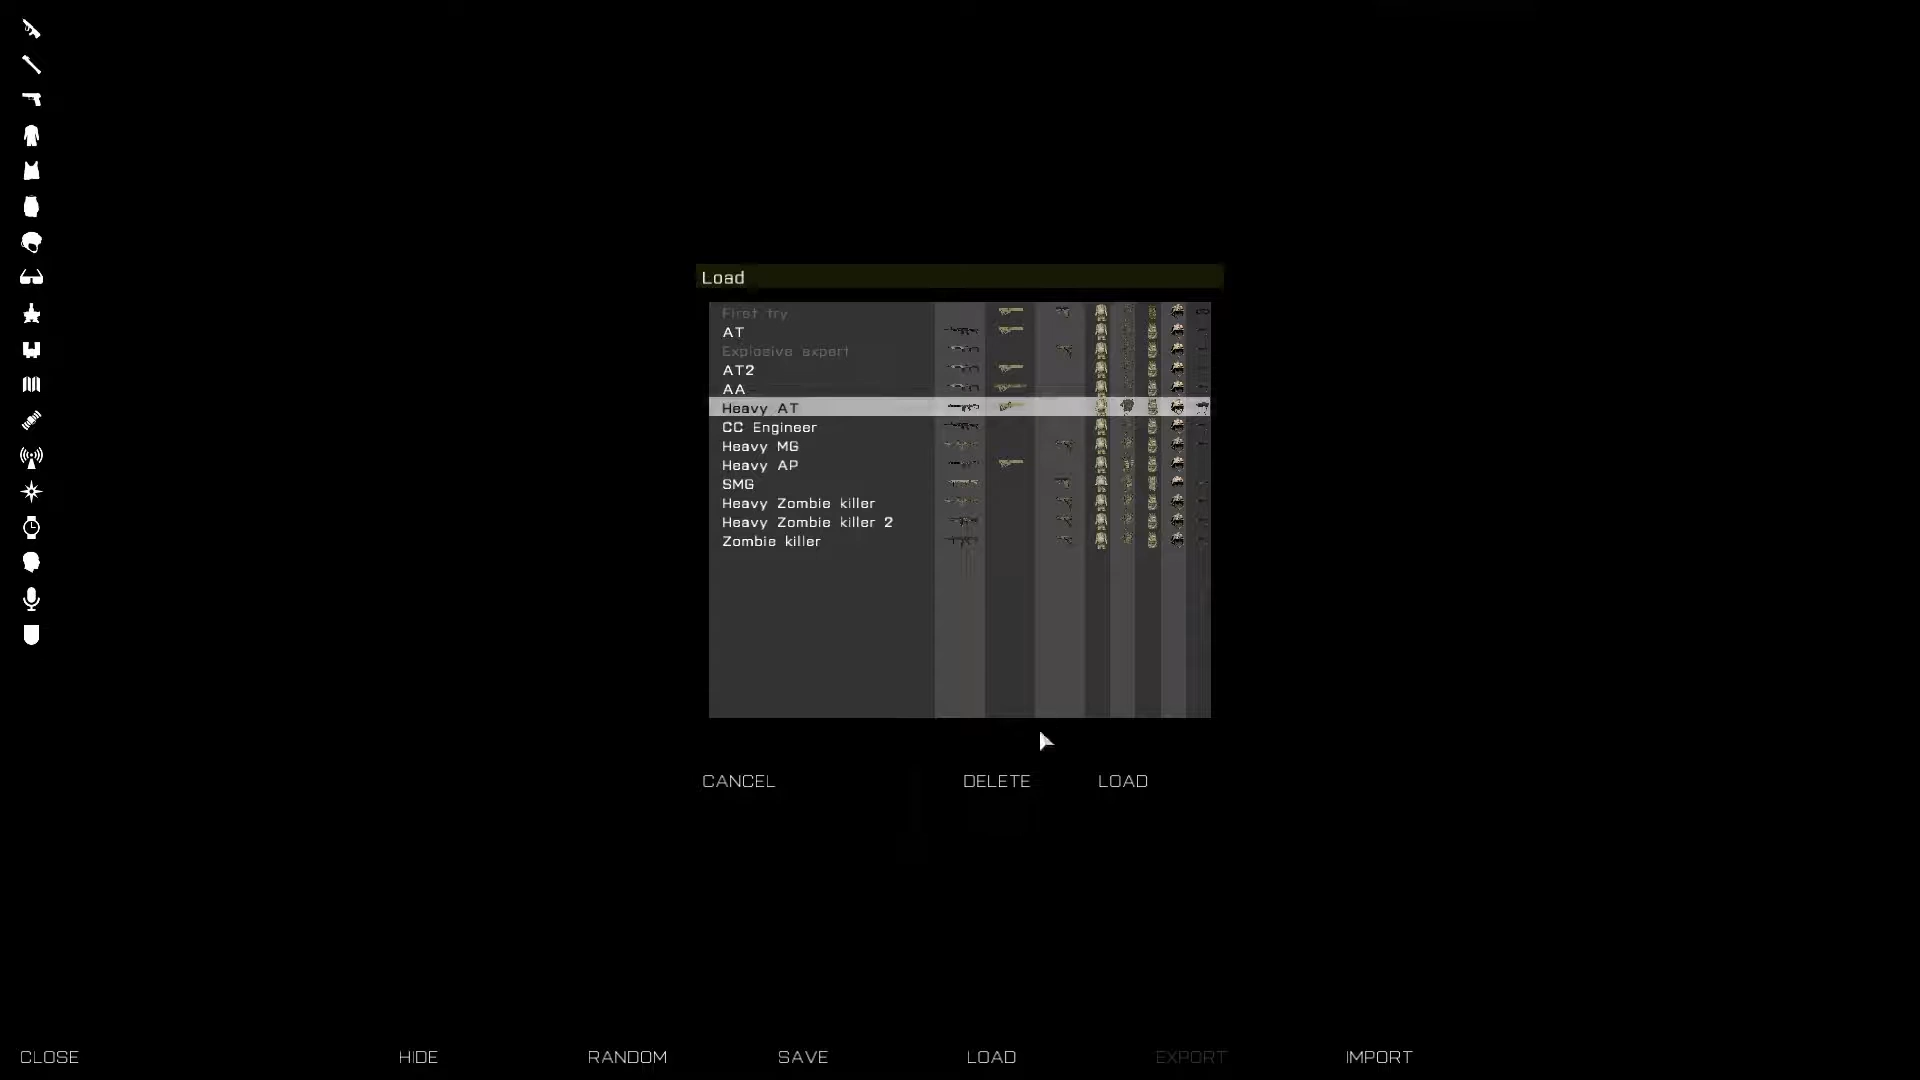 Load
First try
AT
Explosive expert
AT2
AA
Heavy AT
CC Engineer
Heavy MG
Heavy AP
SMG
Heavy Zombie killer
Heavy Zombie killer 2
Zombie killer
CANCEL DELETE LOAD
CLOSE HIDE RANDOM SAVE LOAD EXPORT IMPORT